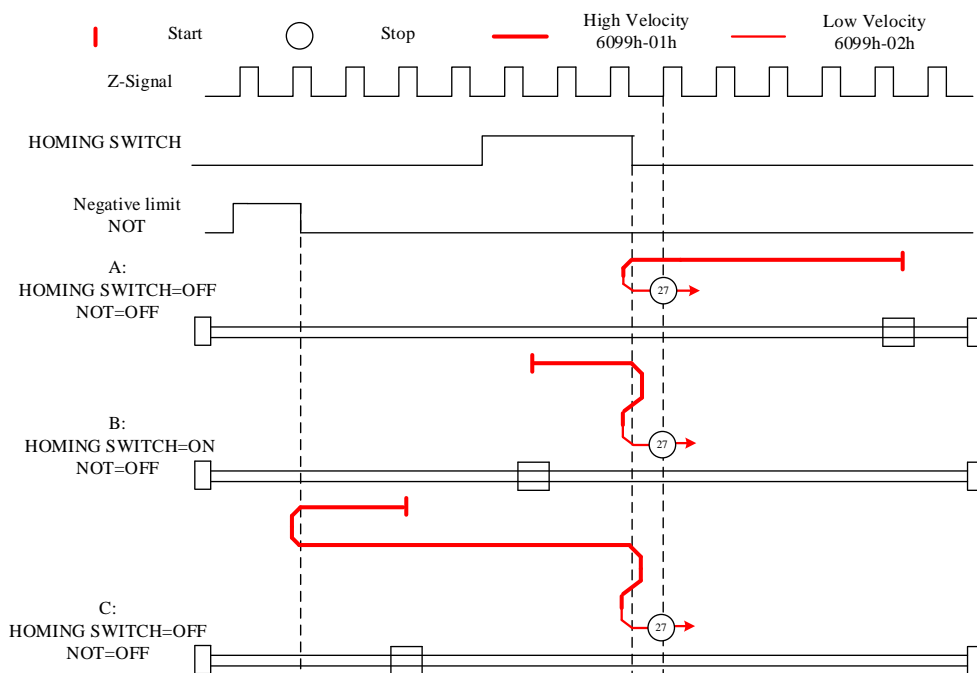 Start
Stop
High Velocity
6099h-01h
Low Velocity
6099h-02h
Z-Signal
HOMING SWITCH
Negative limit
NOT
A:
HOMING SWITCH=OFF
NOT=OFF
27
B:
HOMING SWITCH=ON
NOT=OFF
27
C:
HOMING SWITCH=OFF
NOT=OFF
27